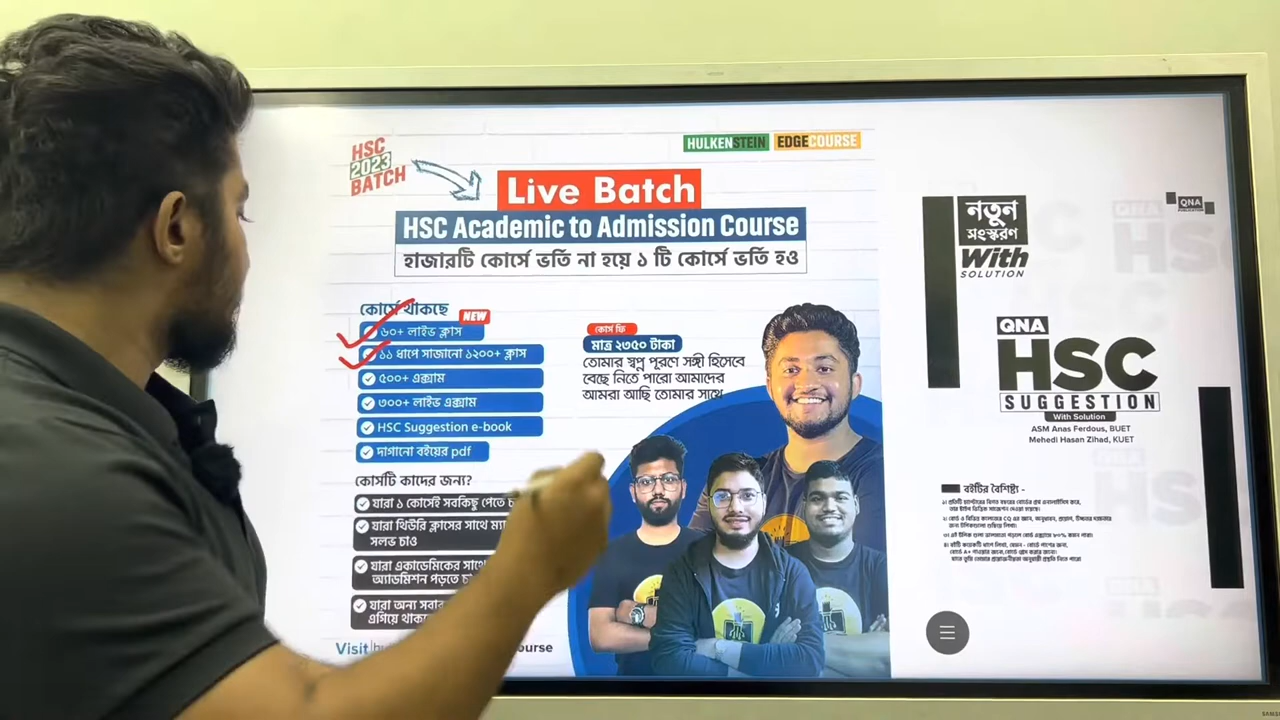 HSC
2023
BATCH
HULKENSTEIN EDGECOURSE
Live Batch
HSC Academic to Admission Course
হাজারটি কোর্সে ভর্তি না হয়ে ১ টি কোর্সে ভর্তি হও
কোর্সে থাকছে
NEW
৬০+ লাইভ ক্লাস
১১ ধাপে সাজানো ১২০০+ ক্লাস
৫০০+ এক্সাম
৩০০+ লাইভ এক্সাম
HSC Suggestion e-book
দাগানো বইয়ের pdf
কোর্স ফি
মাত্র ২৩৫০ টাকা
তোমার স্বপ্ন পূরণে সঙ্গী হিসেবে
বেছে নিতে পারো আমাদের
আমরা আছি তোমার সাথে
কোর্সটি কাদের জন্য?
যারা ১ কোর্সেই সবকিছু পেতে
যারা থিউরি ক্লাসের সাথে
সলভ চাও
যারা একাডেমিকের সাথে
অ্যাডমিশন পড়তে
যারা অন্য
এগিয়ে
Visit
নতুন
সংস্করণ
With
SOLUTION
QNA
PUBLICATION
QNA
HSC
SUGGESTION
With Solution
ASM Anas Ferdous, BUET
Mehedi Hasan Zihad, KUET
বইটির বৈশিষ্ট্য -